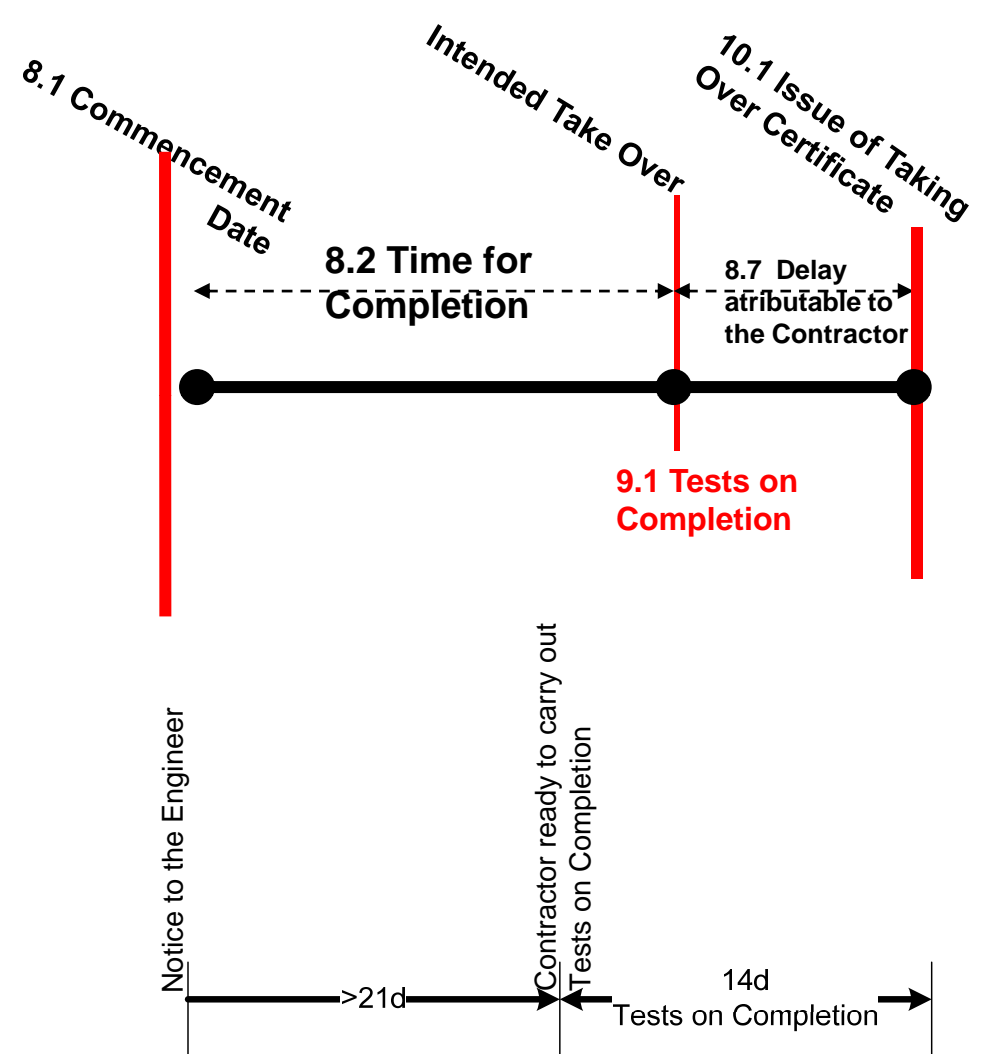 8.1 Commencement
Date
Intended Take Over
10.1 Issue of Taking
Over Certificate
8.2 Time for
Completion
8.7 Delay
atributable to
the Contractor
9.1 Tests on
Completion
Notice to the Engineer
Contractor ready to carry out
Tests on Completion
>21d
14d
Tests on Completion